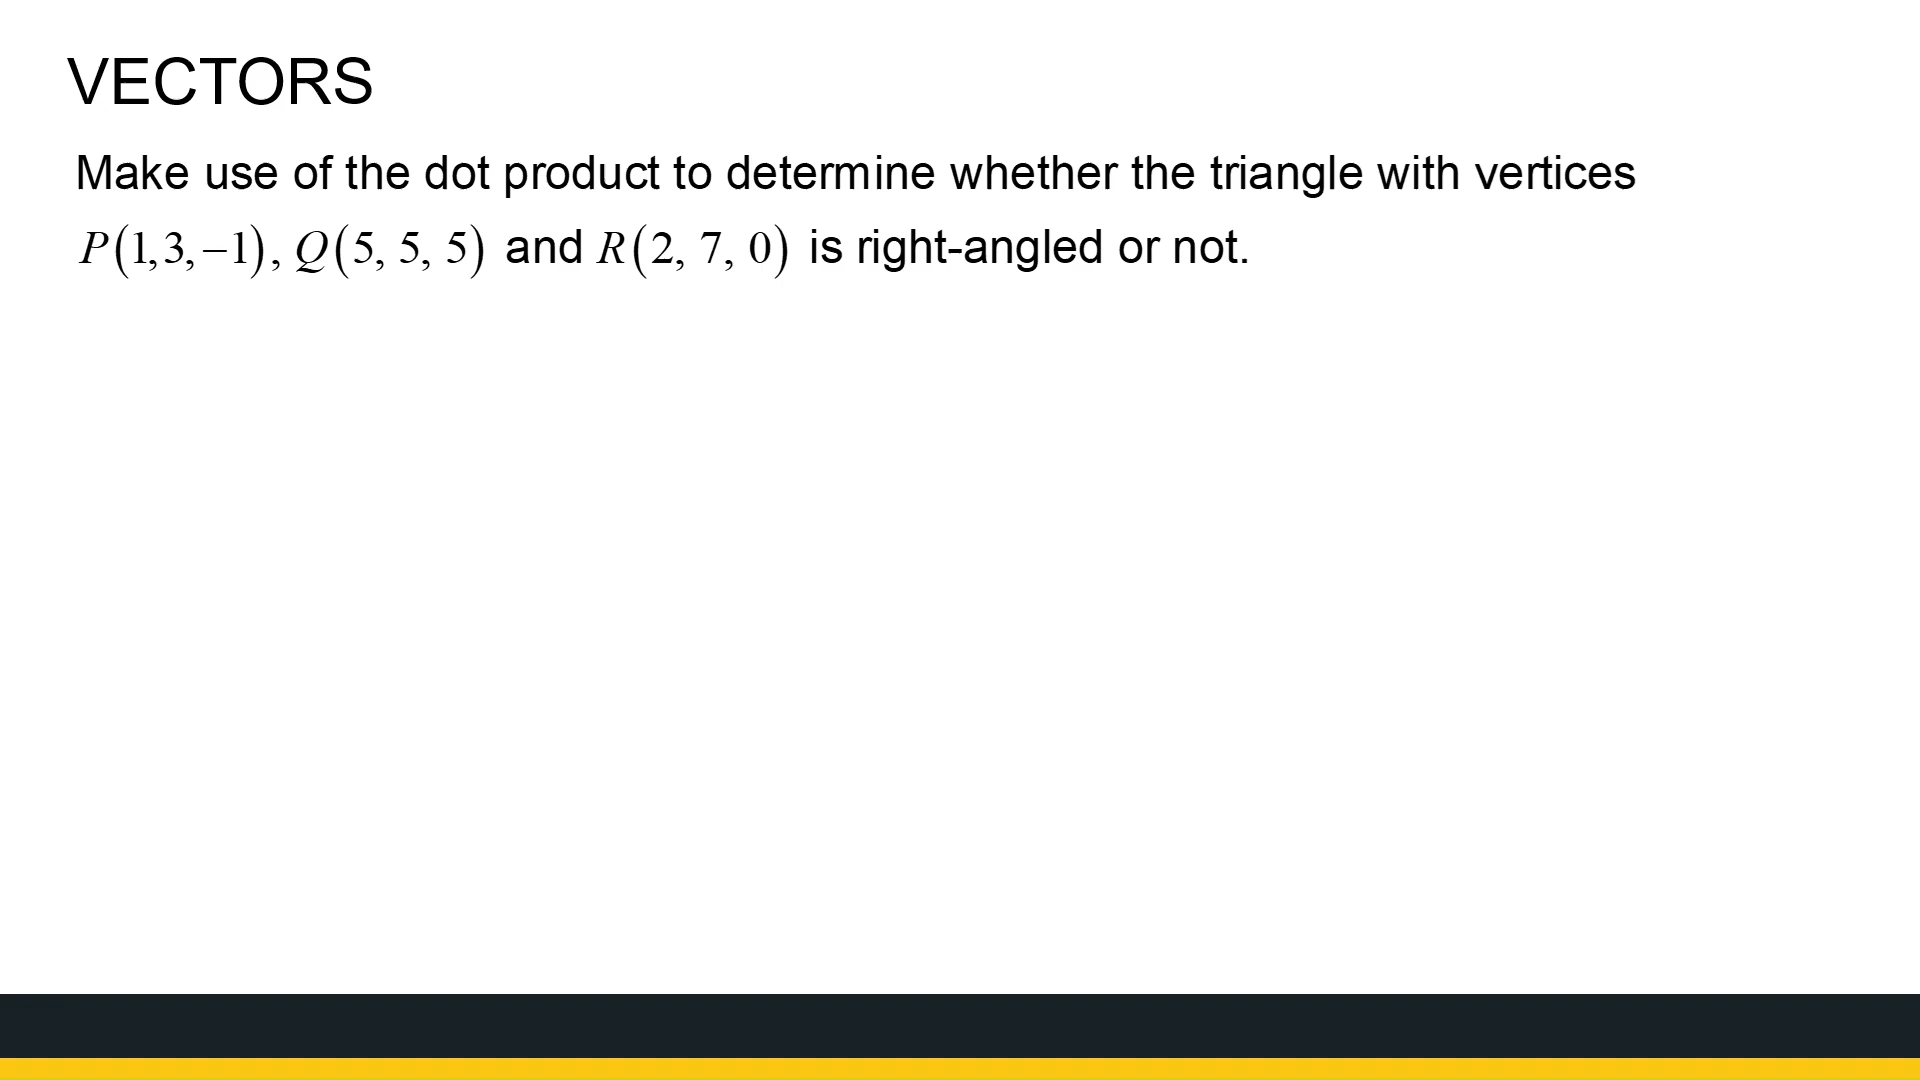 VECTORS
Make use of the dot product to determine whether the triangle with vertices
P(1,3,−1), Q(5, 5, 5) and R(2, 7, 0) is right-angled or not.